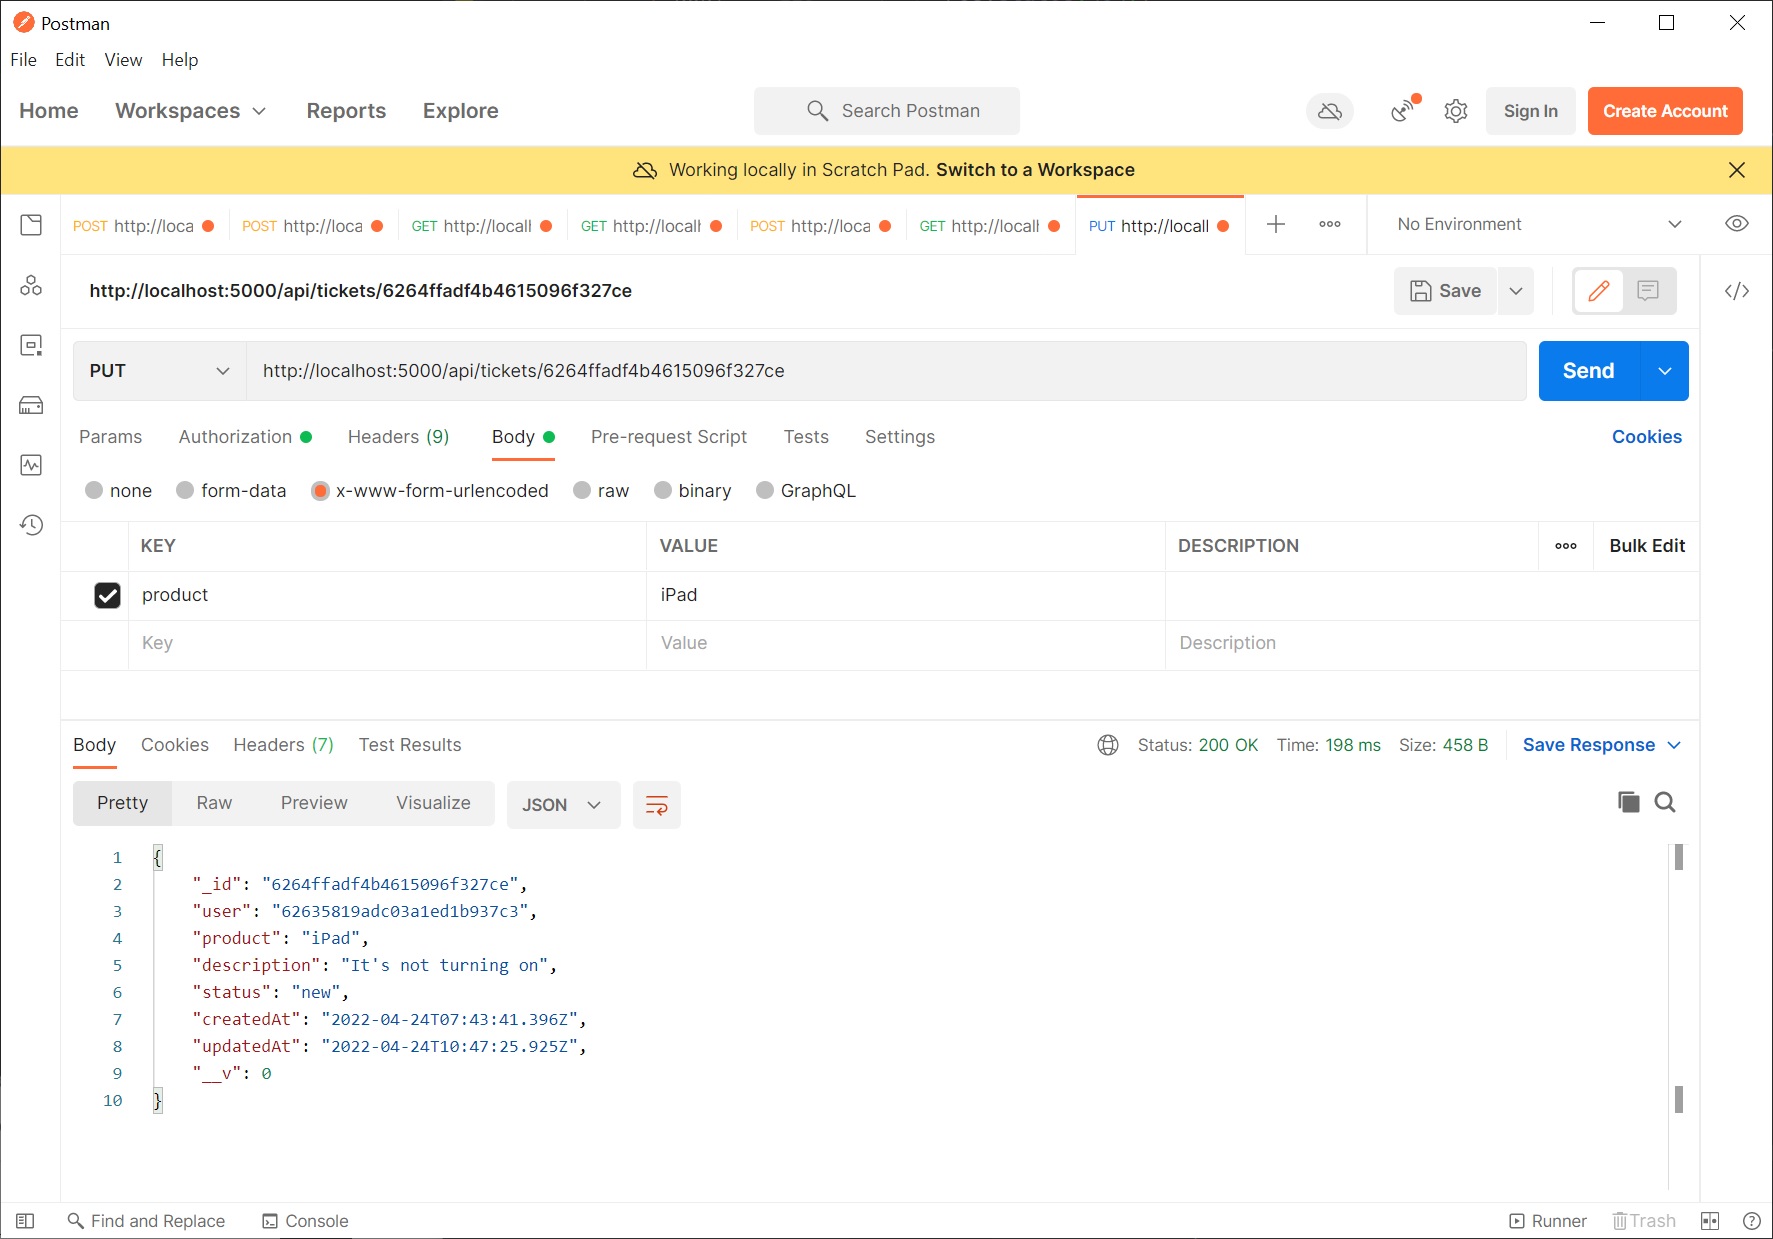 Postman
File Edit View Help
Home Workspaces Reports Explore Search Postman Sign In Create Account
Working locally in Scratch Pad. Switch to a Workspace
POST http://loca POST http://loca GET http://locall GET http://locall POST http://loca GET http://locall PUT http://locall No Environment
http://localhost:5000/api/tickets/6264ffadf4b4615096f327ce Save
PUT http://localhost:5000/api/tickets/6264ffadf4b4615096f327ce Send
Params Authorization Headers (9) Body Pre-request Script Tests Settings Cookies
none form-data x-www-form-urlencoded raw binary GraphQL
KEY VALUE DESCRIPTION Bulk Edit
product iPad
Key Value Description
Body Cookies Headers (7) Test Results Status: 200 OK Time: 198 ms Size: 458 B Save Response
Pretty Raw Preview Visualize JSON
1 {
2 "_id": "6264ffadf4b4615096f327ce",
3 "user": "62635819adc03a1ed1b937c3",
4 "product": "iPad",
5 "description": "It's not turning on",
6 "status": "new",
7 "createdAt": "2022-04-24T07:43:41.396Z",
8 "updatedAt": "2022-04-24T10:47:25.925Z",
9 "__v": 0
10 }
Find and Replace Console Runner Trash